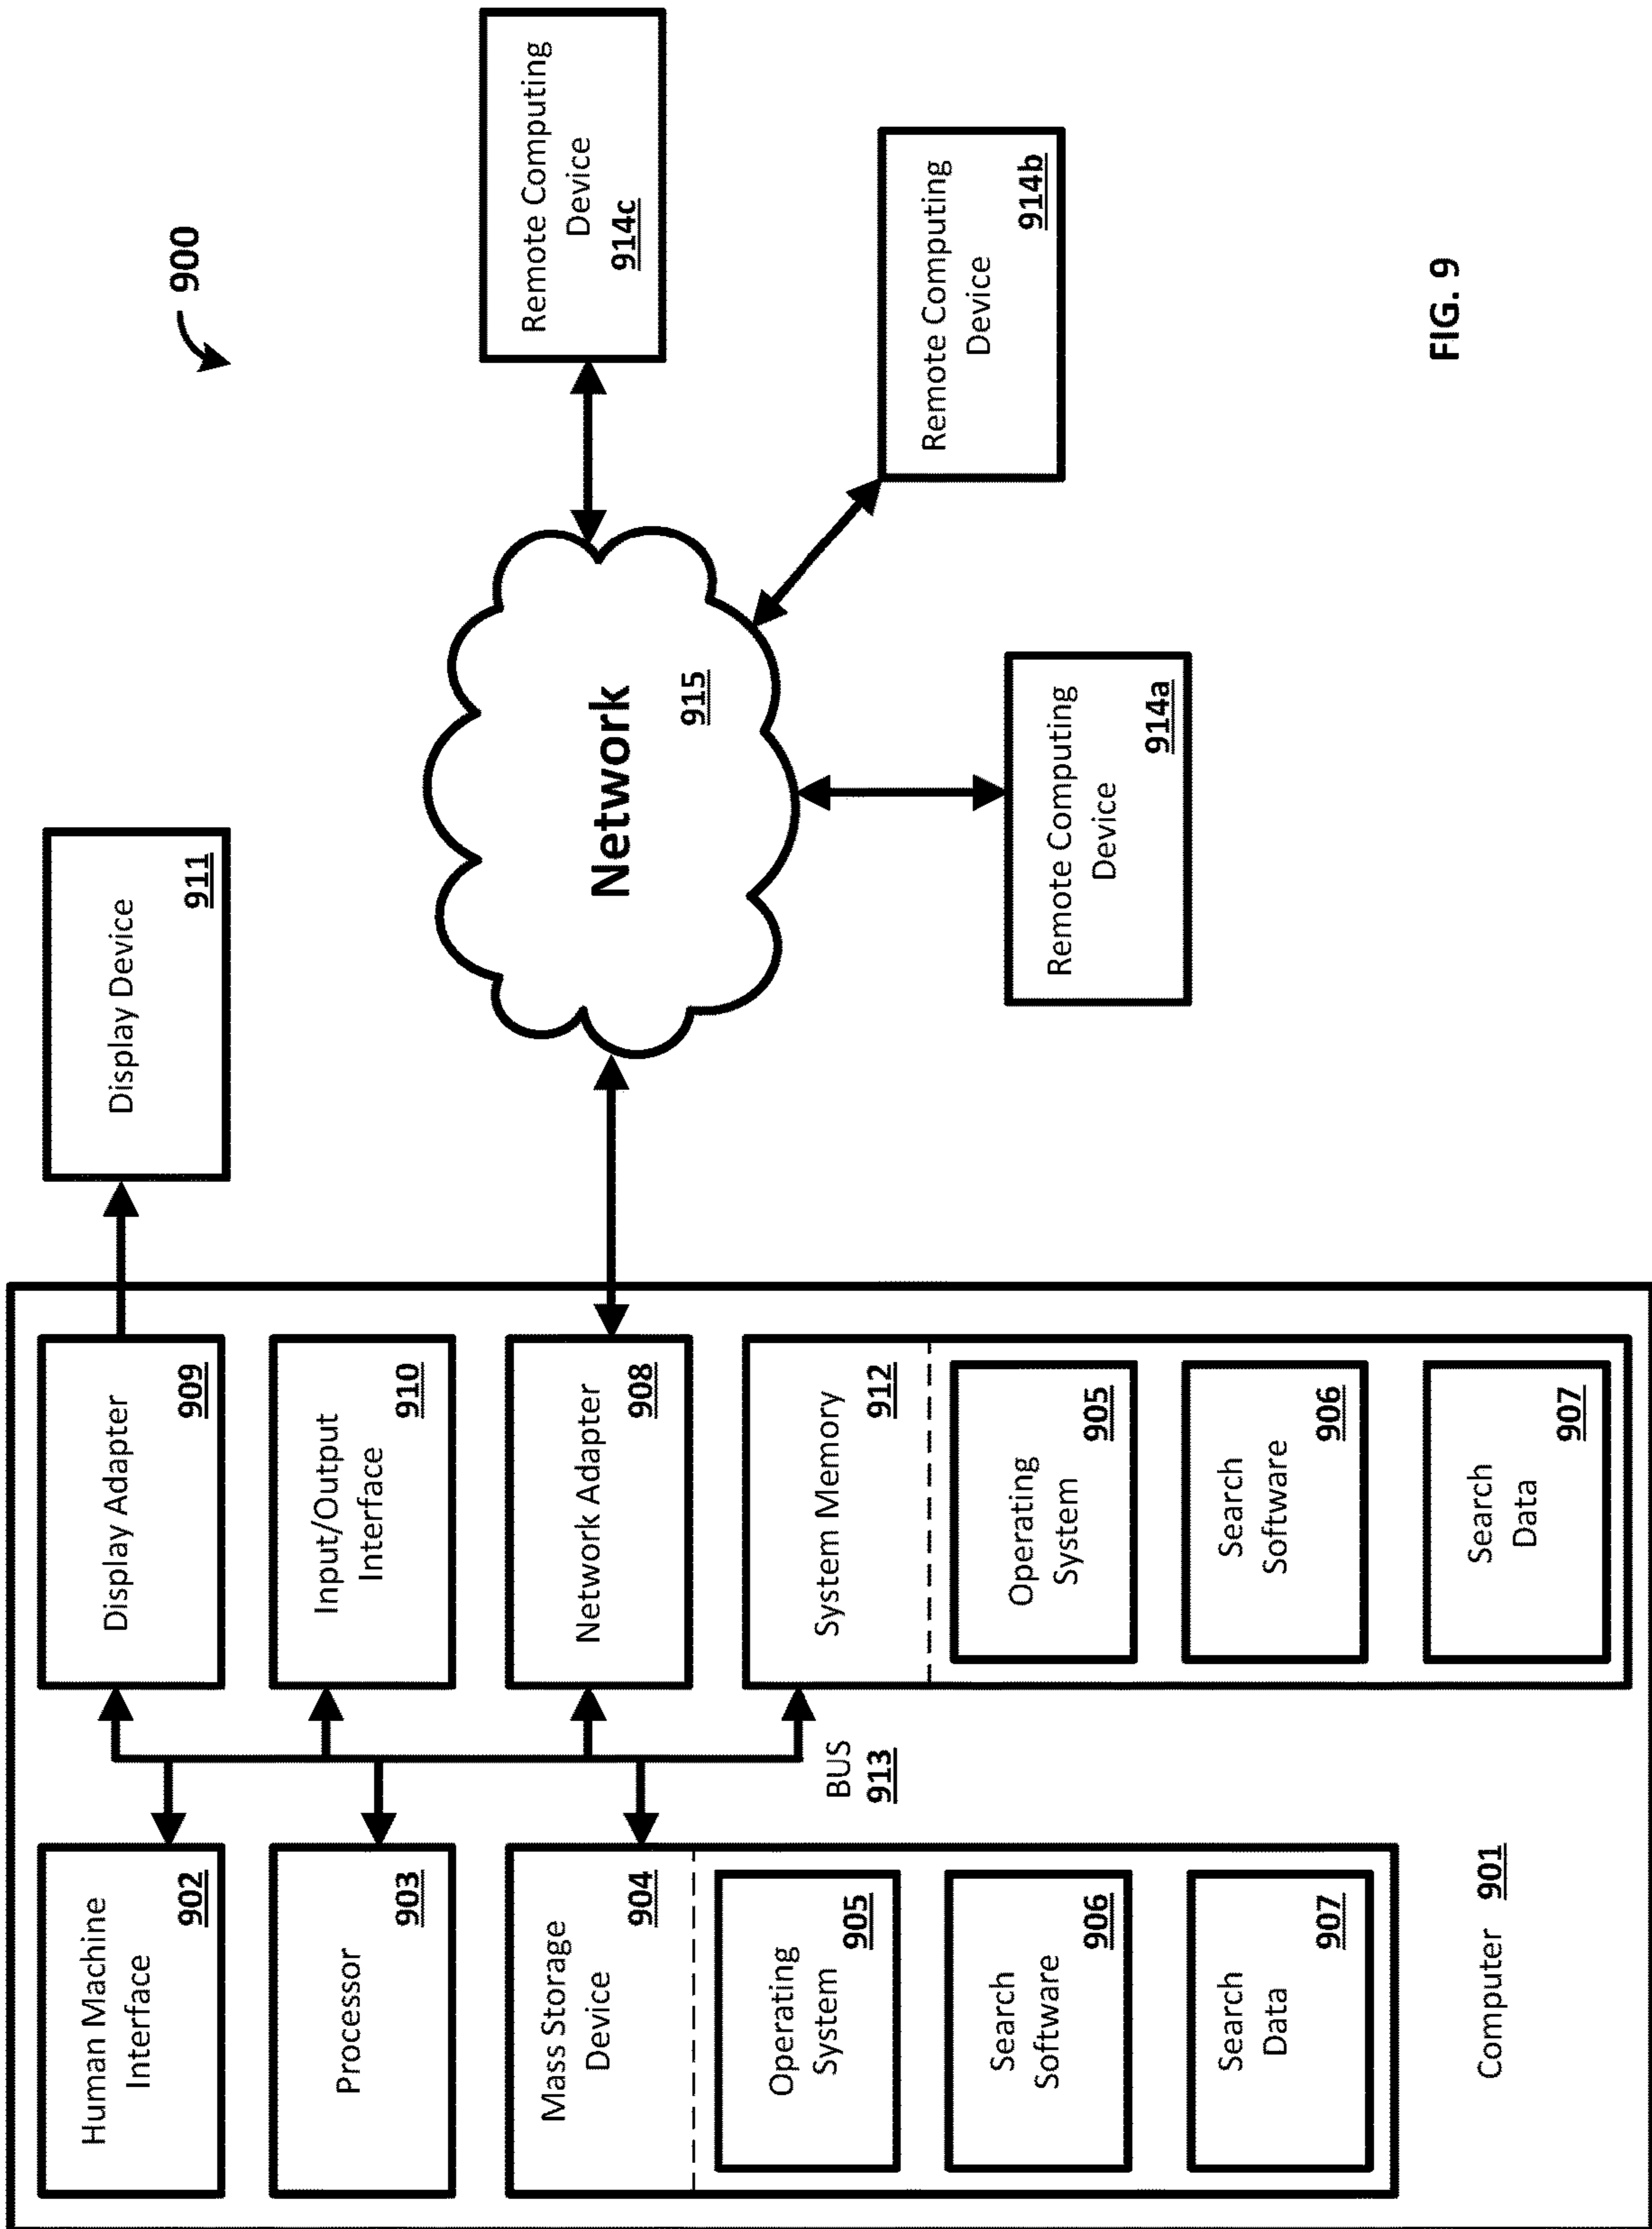 900
Human Machine
Interface
902
Processor
903
Mass Storage
Device
904
Operating
System
905
Search
Software
906
Search
Data
907
Computer 901
BUS
913
Display Adapter
909
Input/Output
Interface
910
Network Adapter
908
System Memory
912
Operating
System
905
Search
Software
906
Search
Data
907
Display Device
911
Network
915
Remote Computing
Device
914a
Remote Computing
Device
914b
Remote Computing
Device
914c
FIG. 9